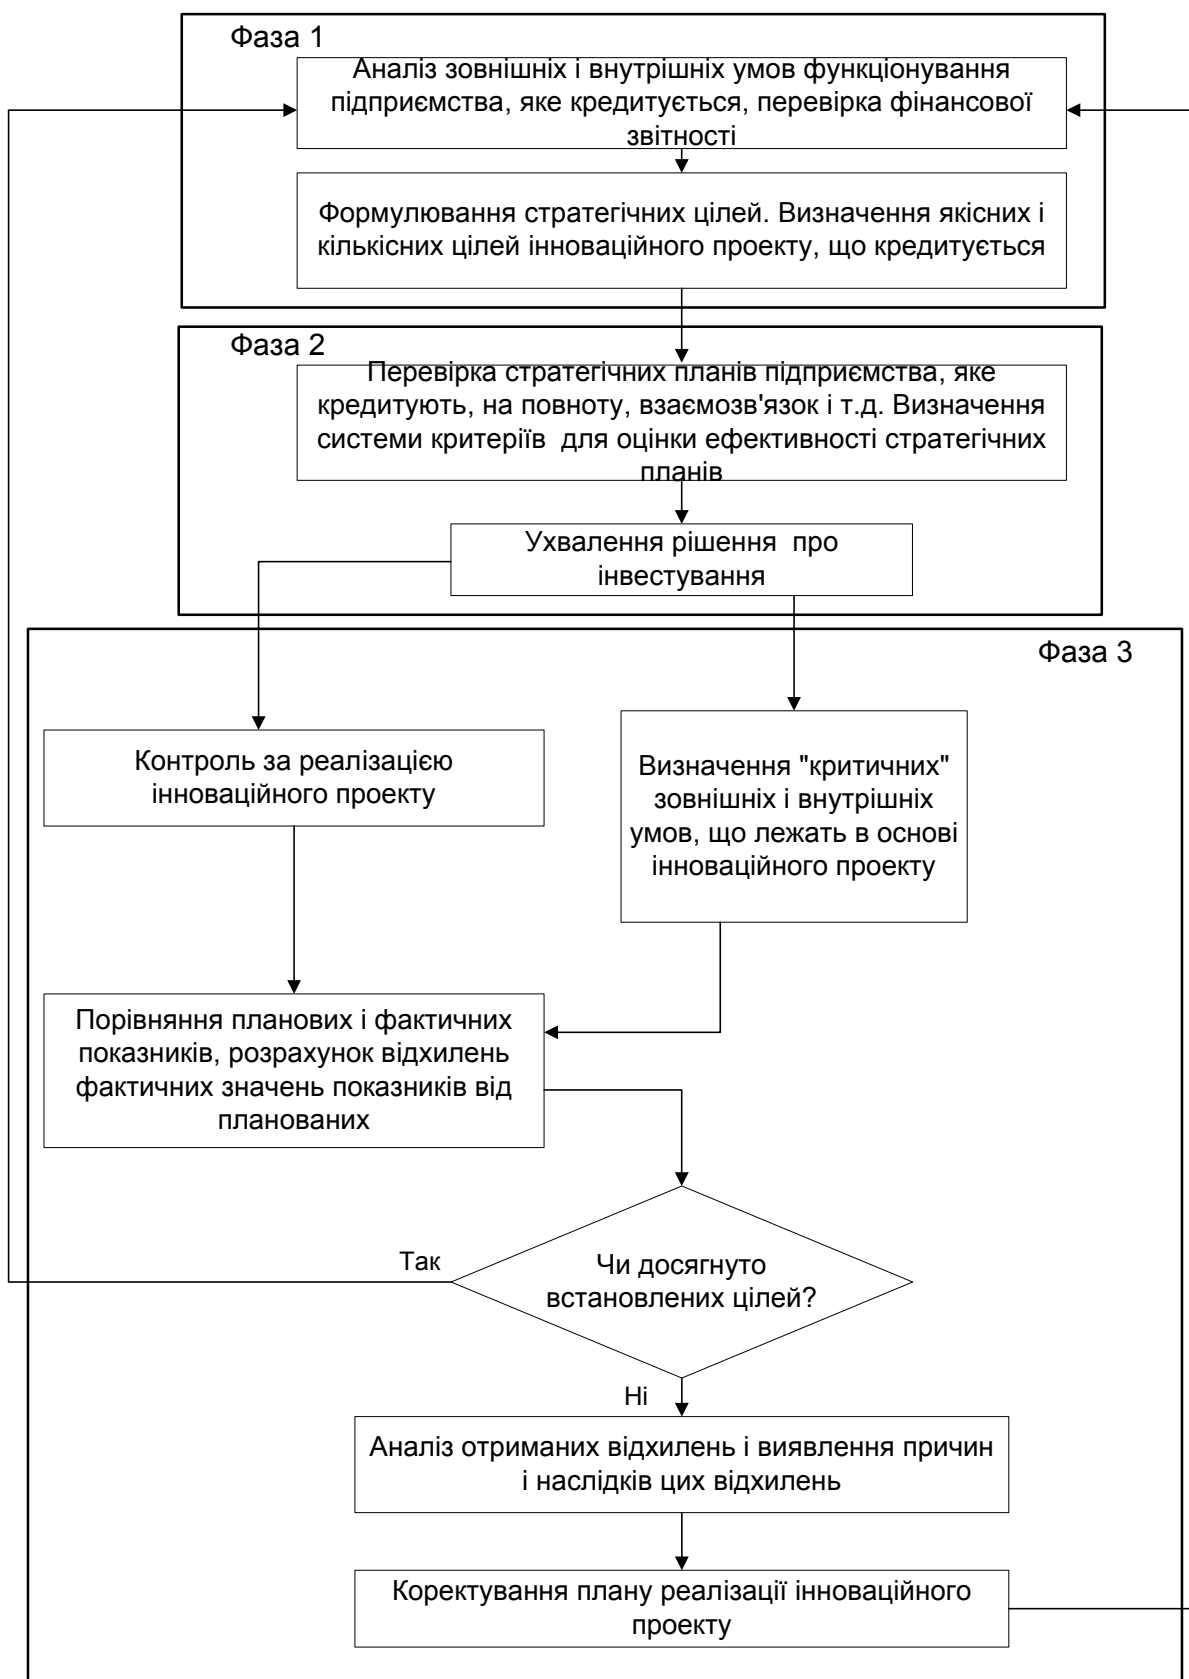 Фаза 1
Аналіз зовнішніх і внутрішніх умов функціонування
підприємства, яке кредитується, перевірка фінансової
звітності
Формулювання стратегічних цілей. Визначення якісних і
кількісних цілей інноваційного проекту, що кредитується
Фаза 2
Перевірка стратегічних планів підприємства, яке
кредитують, на повноту, взаємозв'язок і т.д. Визначення
системи критеріїв для оцінки ефективності стратегічних
планів
Ухвалення рішення про
інвестування
Фаза 3
Контроль за реалізацією
інноваційного проекту
Визначення "критичних"
зовнішніх і внутрішніх
умов, що лежать в основі
інноваційного проекту
Порівняння планових і фактичних
показників, розрахунок відхилень
фактичних значень показників від
планованих
Так
Чи досягнуто
встановлених цілей?
Ні
Аналіз отриманих відхилень і виявлення причин
і наслідків цих відхилень
Коректування плану реалізації інноваційного
проекту